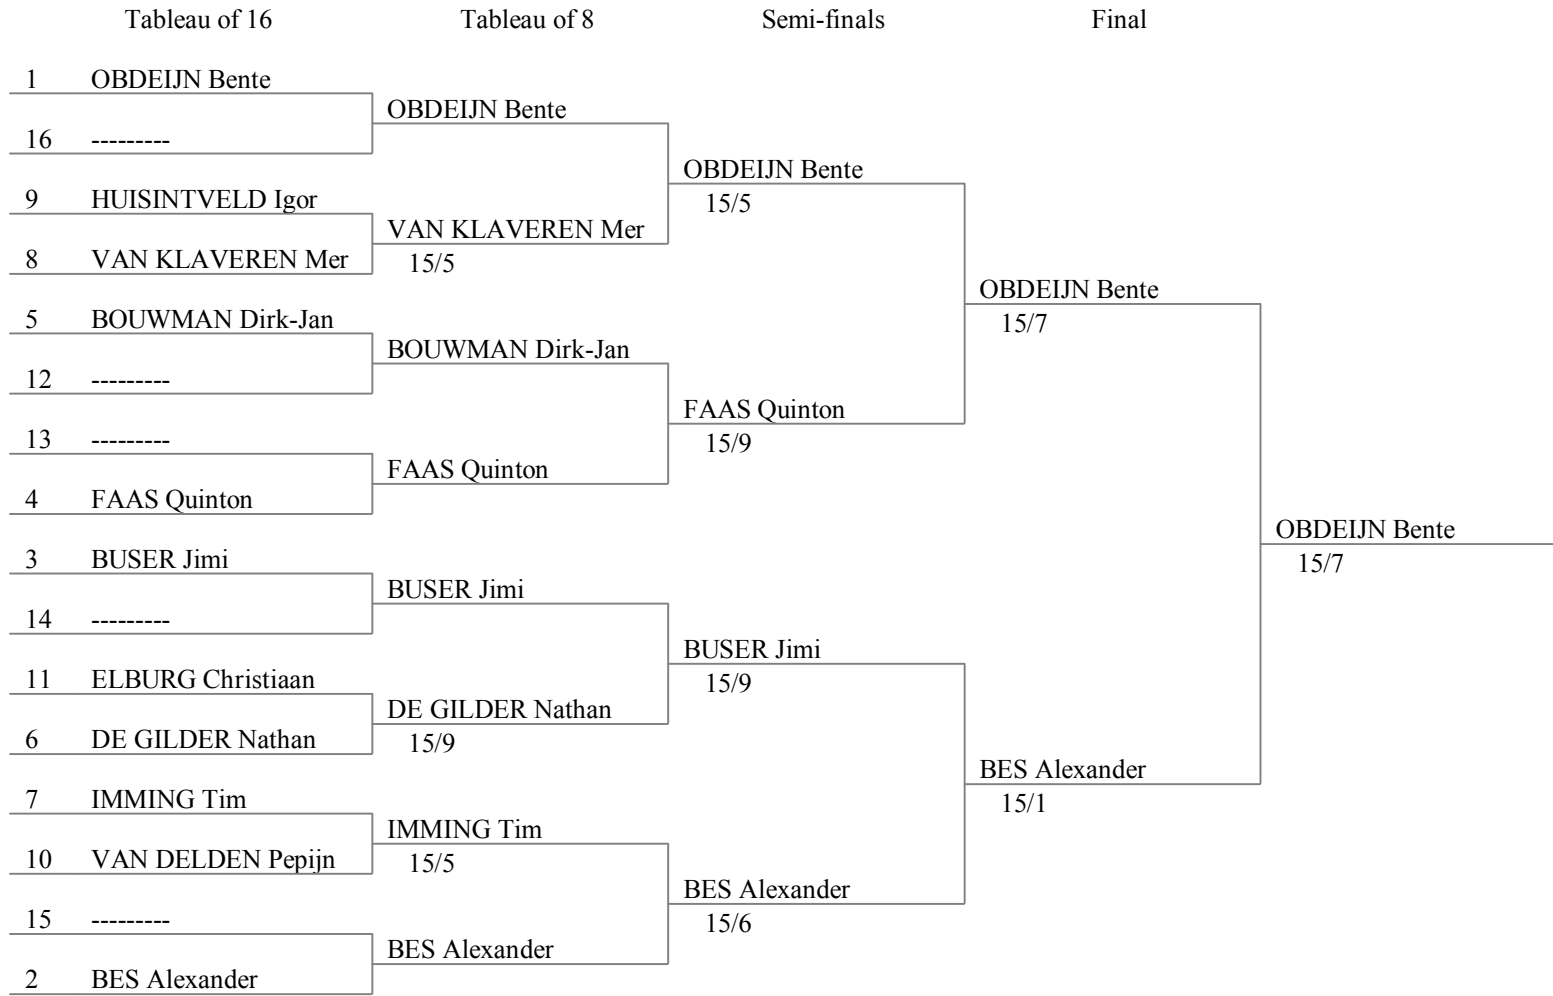 Tableau of 16 Tableau of 8 Semi-finals Final
1 OBDEIJN Bente
OBDEIJN Bente
16 ---------
OBDEIJN Bente
15/5
9 HUISINTVELD Igor
VAN KLAVEREN Mer
15/5
8 VAN KLAVEREN Mer
OBDEIJN Bente
15/7
5 BOUWMAN Dirk-Jan
BOUWMAN Dirk-Jan
12 ---------
FAAS Quinton
15/9
13 ---------
FAAS Quinton
4 FAAS Quinton
OBDEIJN Bente
15/7
3 BUSER Jimi
BUSER Jimi
14 ---------
BUSER Jimi
15/9
11 ELBURG Christiaan
DE GILDER Nathan
15/9
6 DE GILDER Nathan
BES Alexander
15/1
7 IMMING Tim
IMMING Tim
15/5
10 VAN DELDEN Pepijn
BES Alexander
15/6
15 ---------
BES Alexander
2 BES Alexander